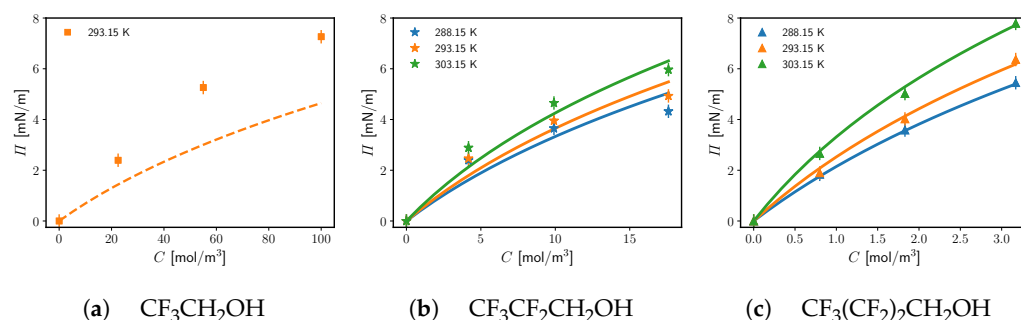 293.15 K
8
6
4
2
0
Π [mN/m]
0 20 40 60 80 100
C [mol/m³]
(a) CF₃CH₂OH
288.15 K
293.15 K
303.15 K
8
6
4
2
0
Π [mN/m]
0 5 10 15
C [mol/m³]
(b) CF₃CF₂CH₂OH
288.15 K
293.15 K
303.15 K
8
6
4
2
0
Π [mN/m]
0.0 0.5 1.0 1.5 2.0 2.5 3.0
C [mol/m³]
(c) CF₃(CF₂)₂CH₂OH